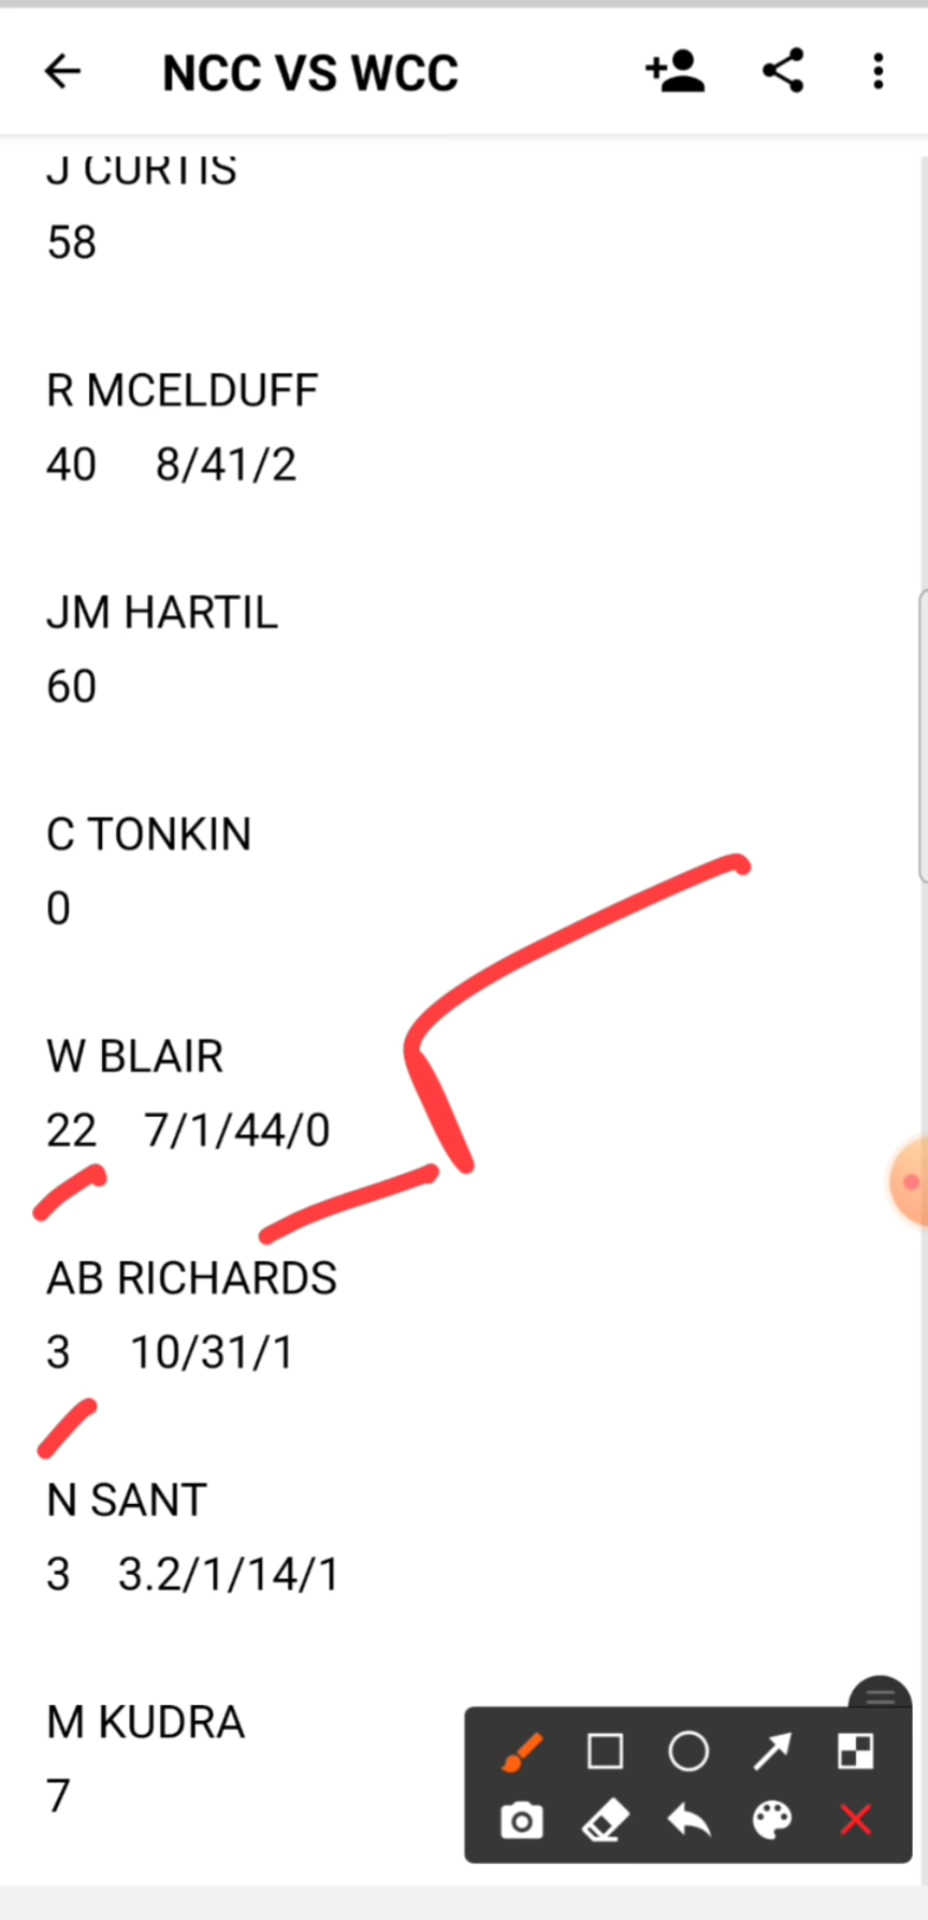 NCC VS WCC
J CURTIS
58
R MCELDUFF
40 8/41/2
JM HARTIL
60
C TONKIN
0
W BLAIR
22 7/1/44/0
AB RICHARDS
3 10/31/1
N SANT
3 3.2/1/14/1
M KUDRA
7